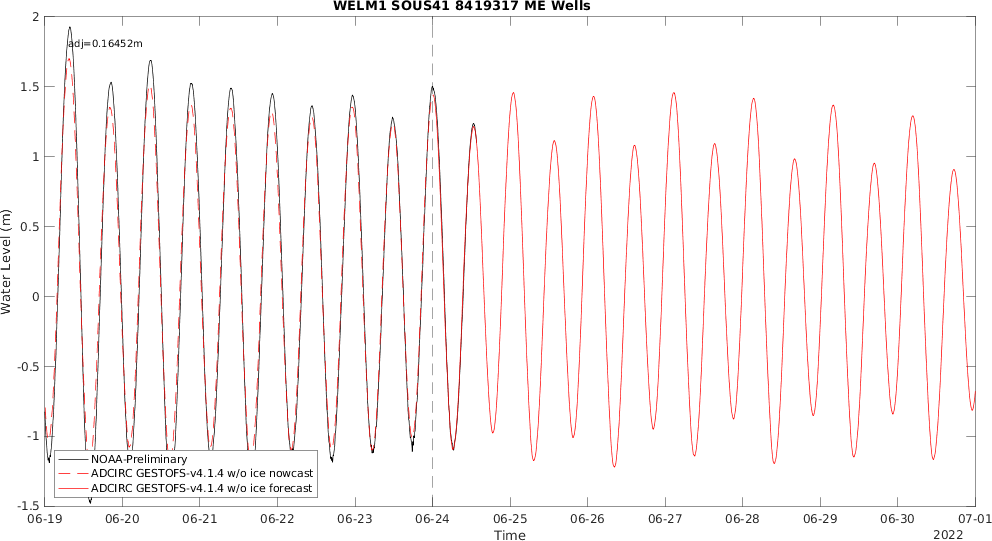 WELM1 SOUS41 8419317 ME Wells
adj=0.16452m
2
1.5
1
0.5
0
-0.5
-1
-1.5
Water Level (m)
NOAA-Preliminary
ADCIRC GESTOFS-v4.1.4 w/o ice nowcast
ADCIRC GESTOFS-v4.1.4 w/o ice forecast
06-19 06-20 06-21 06-22 06-23 06-24 06-25 06-26 06-27 06-28 06-29 06-30 07-01
Time
2022